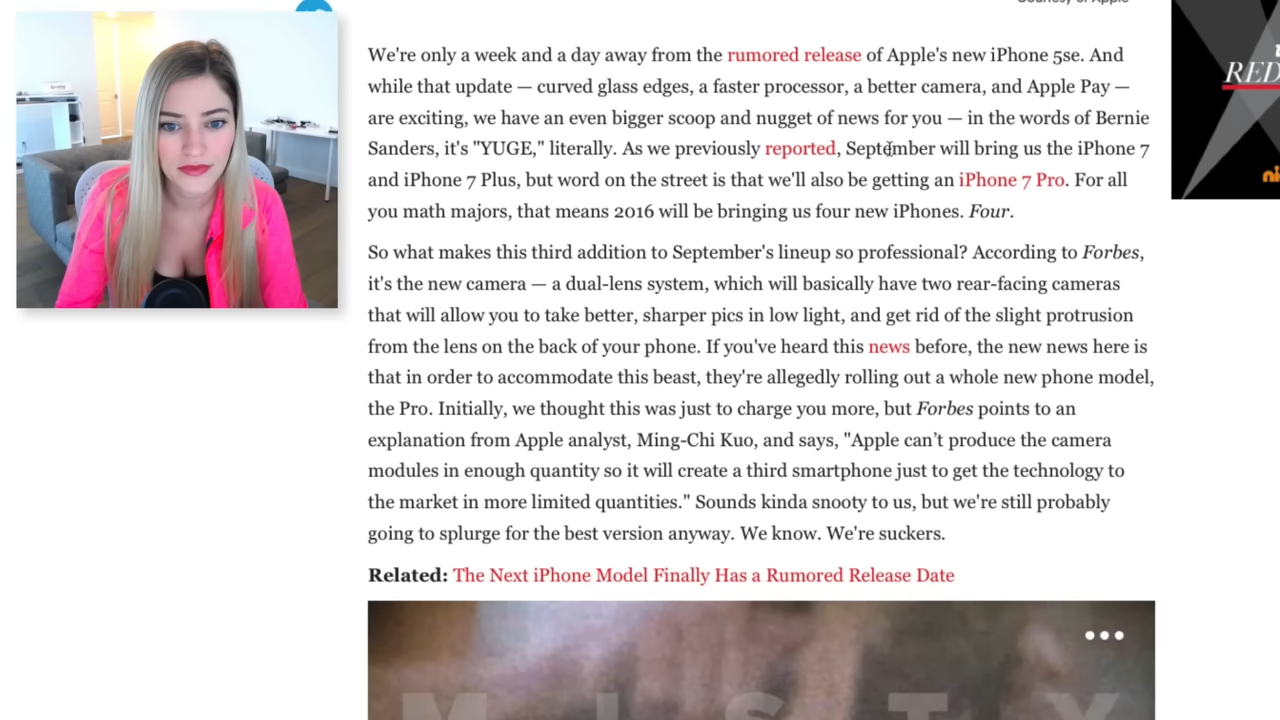 We're only a week and a day away from the rumored release of Apple's new iPhone 5se. And
while that update — curved glass edges, a faster processor, a better camera, and Apple Pay —
are exciting, we have an even bigger scoop and nugget of news for you — in the words of Bernie
Sanders, it's "YUGE," literally. As we previously reported, September will bring us the iPhone 7
and iPhone 7 Plus, but word on the street is that we'll also be getting an iPhone 7 Pro. For all
you math majors, that means 2016 will be bringing us four new iPhones. Four.
So what makes this third addition to September's lineup so professional? According to Forbes,
it's the new camera — a dual-lens system, which will basically have two rear-facing cameras
that will allow you to take better, sharper pics in low light, and get rid of the slight protrusion
from the lens on the back of your phone. If you've heard this news before, the new news here is
that in order to accommodate this beast, they're allegedly rolling out a whole new phone model,
the Pro. Initially, we thought this was just to charge you more, but Forbes points to an
explanation from Apple analyst, Ming-Chi Kuo, and says, "Apple can’t produce the camera
modules in enough quantity so it will create a third smartphone just to get the technology to
the market in more limited quantities." Sounds kinda snooty to us, but we're still probably
going to splurge for the best version anyway. We know. We're suckers.
Related: The Next iPhone Model Finally Has a Rumored Release Date
RED